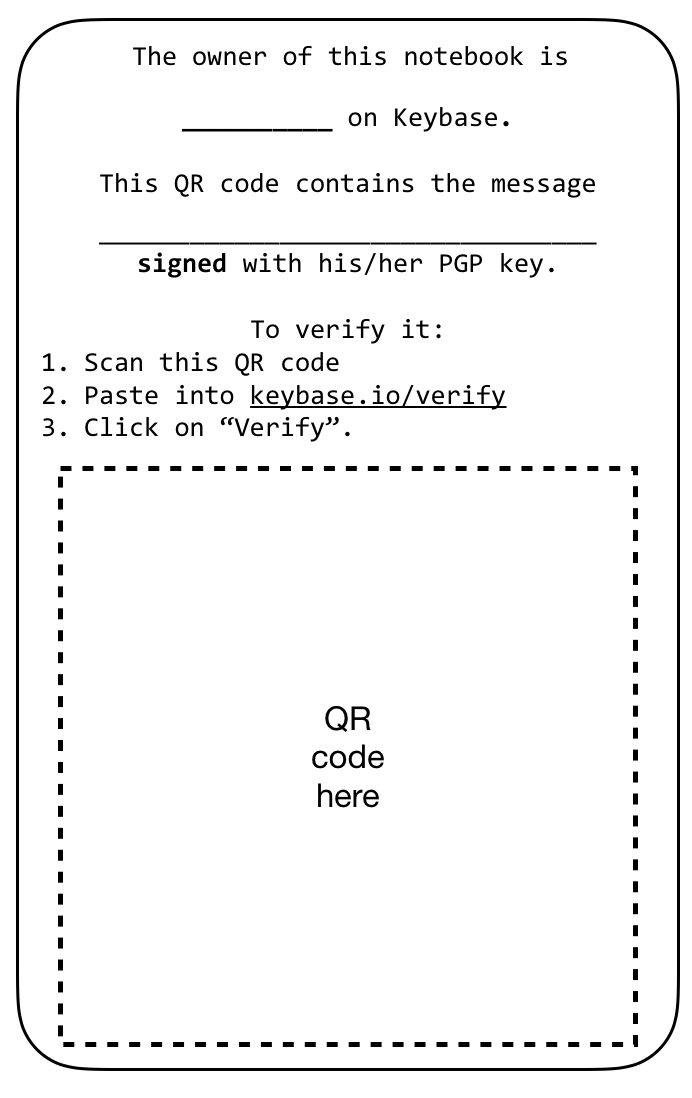 The owner of this notebook is
__________ on Keybase.
This QR code contains the message
_________________________________
signed with his/her PGP key.
To verify it:
1. Scan this QR code
2. Paste into keybase.io/verify
3. Click on “Verify”.
QR
code
here